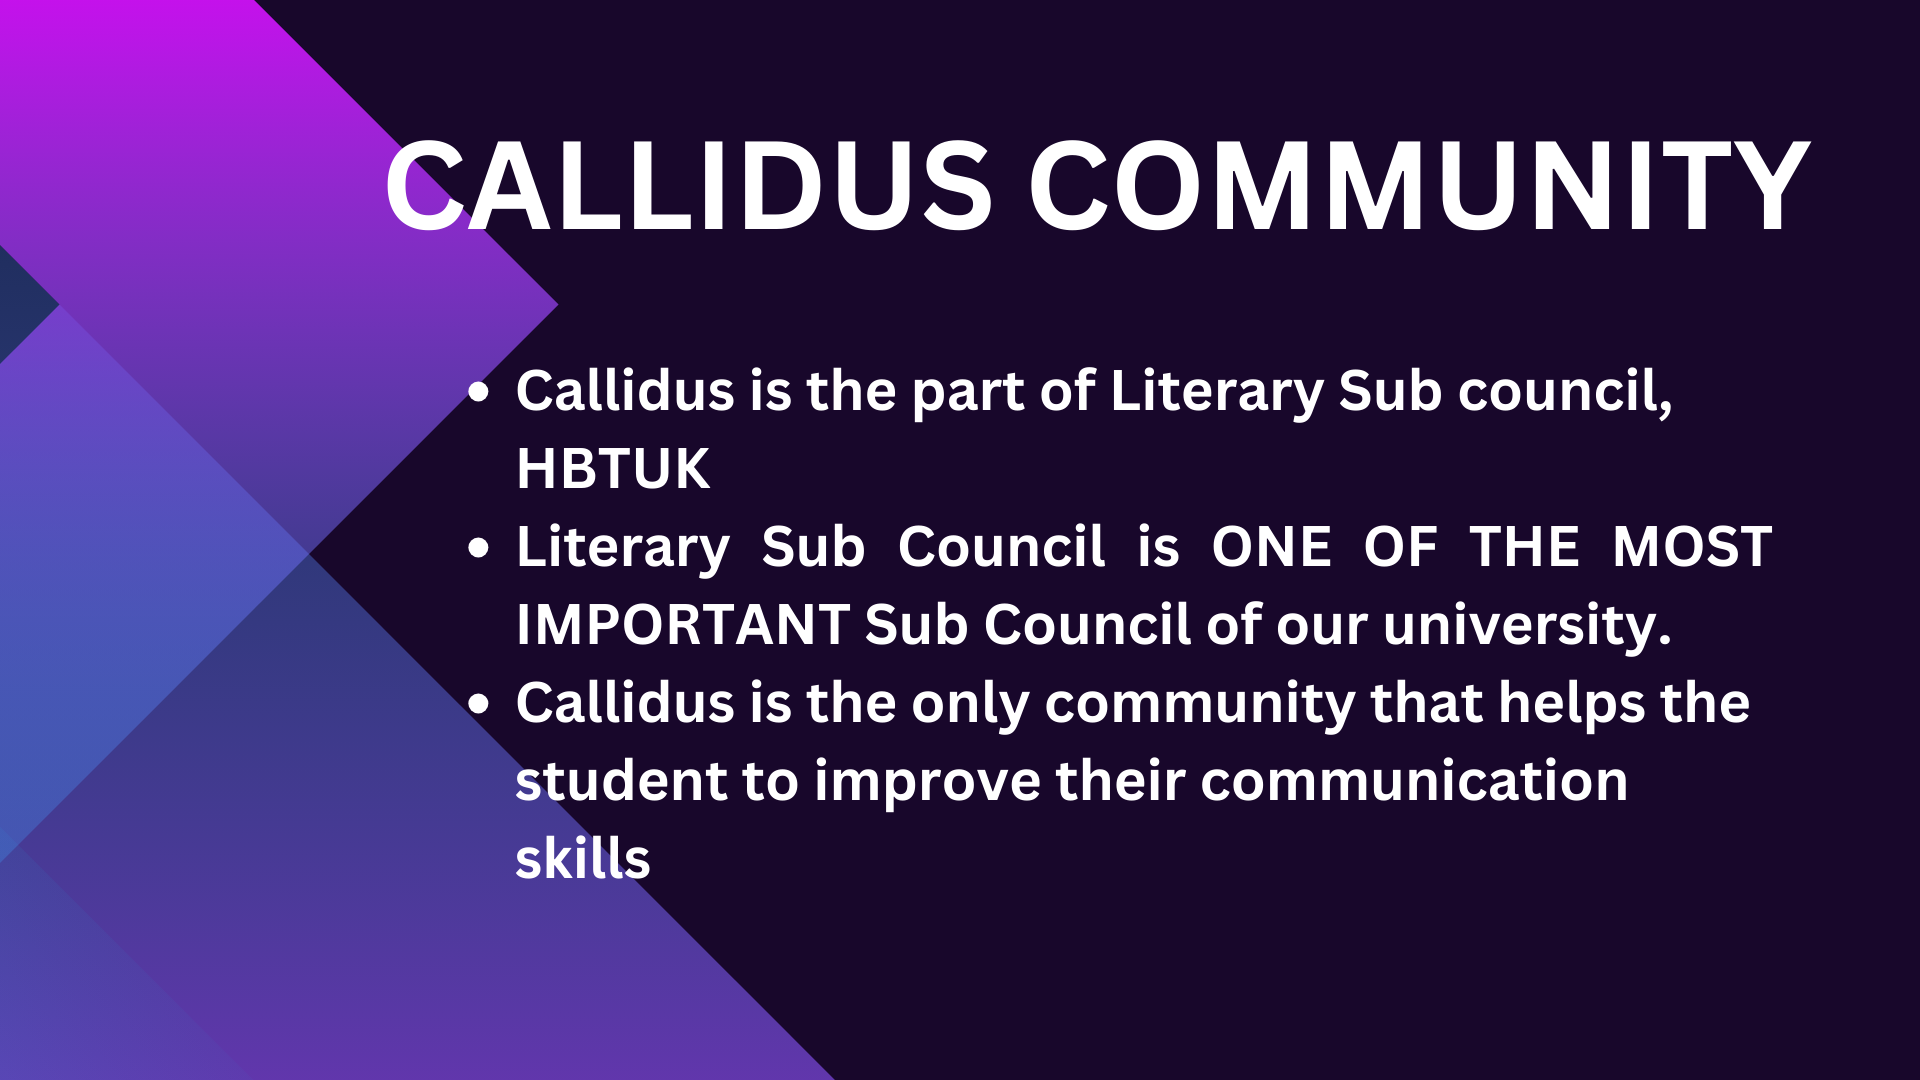 CALLIDUS COMMUNITY
• Callidus is the part of Literary Sub council,
HBTUK
• Literary Sub Council is ONE OF THE MOST
IMPORTANT Sub Council of our university.
• Callidus is the only community that helps the
student to improve their communication
skills